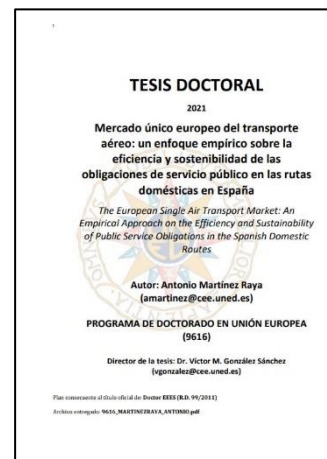 TESIS DOCTORAL
2021
Mercado único europeo del transporte
aéreo: un enfoque empírico sobre la
eficiencia y sostenibilidad de las
obligaciones de servicio público en las rutas
domésticas en España
The European Single Air Transport Market: An
Empirical Approach on the Efficiency and Sustainability
of Public Service Obligations in the Spanish Domestic
Routes
Autor: Antonio Martínez Raya
(amartinez@cee.uned.es)
PROGRAMA DE DOCTORADO EN UNIÓN EUROPEA
(9616)
Director de la tesis: Dr. Víctor M. González Sánchez
(vgonzalez@cee.uned.es)
Plan conducente al título oficial de: Doctor EEES (R.D. 99/2011)
Archivo entregado: 9616_MARTINEZRAYA_ANTONIO.pdf